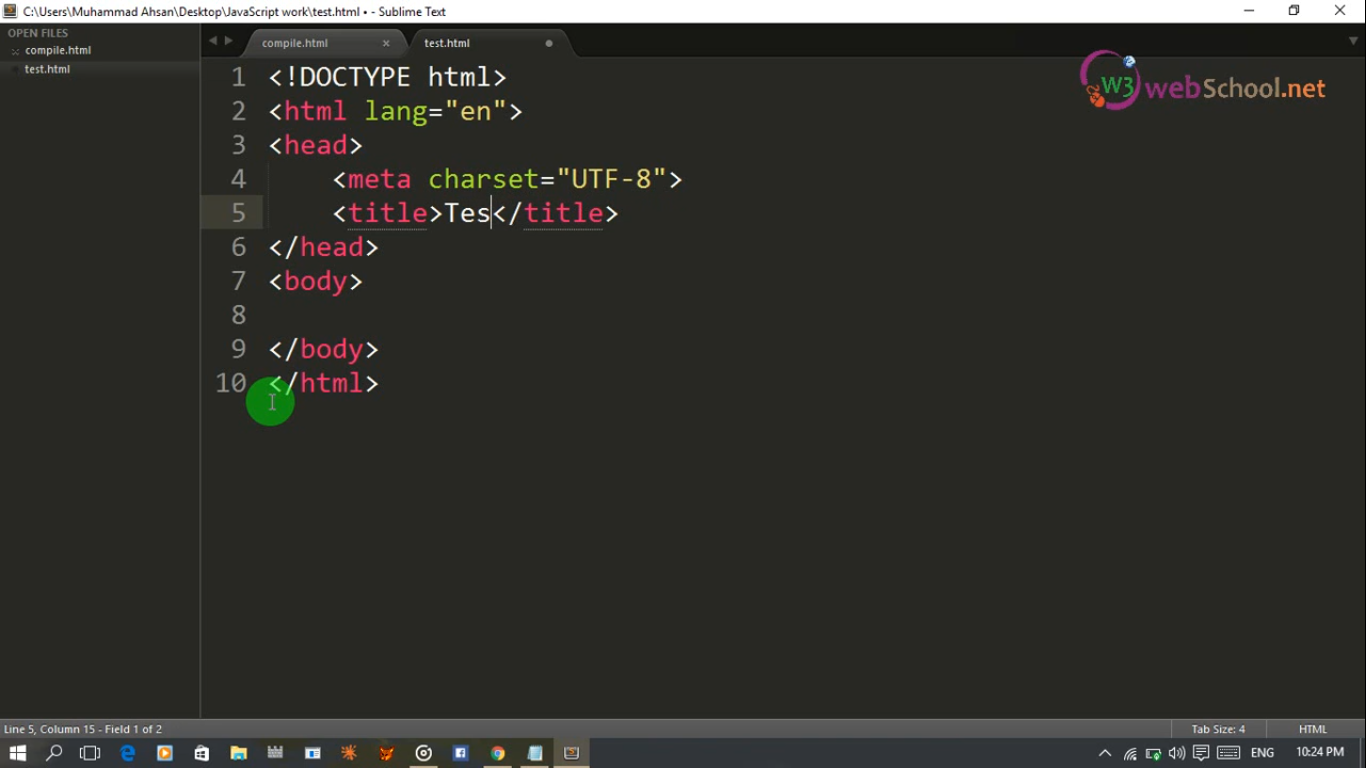 C:\Users\Muhammad Ahsan\Desktop\JavaScript work\test.html • - Sublime Text
OPEN FILES
compile.html
test.html
compile.html
test.html
W3 webSchool.net
1 <!DOCTYPE html>
2 <html lang="en">
3 <head>
4     <meta charset="UTF-8">
5     <title>Tes</title>
6 </head>
7 <body>
8
9 </body>
10 </html>
Line 5, Column 15 - Field 1 of 2
Tab Size: 4
HTML
ENG
10:24 PM